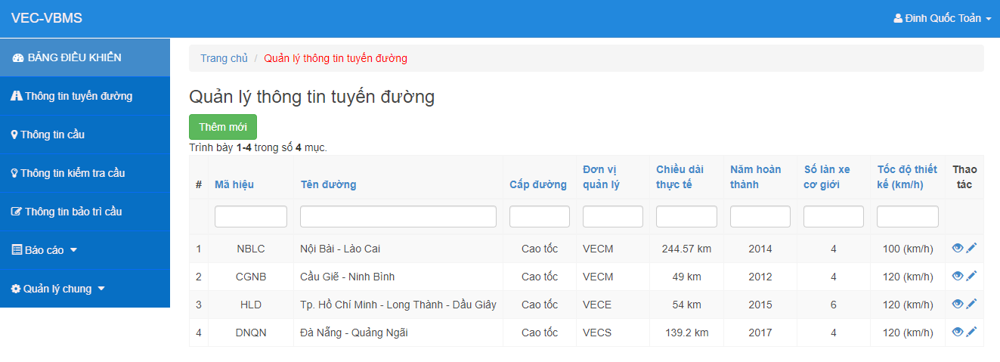 VEC-VBMS
Đinh Quốc Toản
BẢNG ĐIỀU KHIỂN
Thông tin tuyến đường
Thông tin cầu
Thông tin kiểm tra cầu
Thông tin bảo trì cầu
Báo cáo
Quản lý chung
Trang chủ / Quản lý thông tin tuyến đường
Quản lý thông tin tuyến đường
Thêm mới
Trình bày 1-4 trong số 4 mục.
# Mã hiệu Tên đường Cấp đường Đơn vị quản lý Chiều dài thực tế Năm hoàn thành Số làn xe cơ giới Tốc độ thiết kế (km/h) Thao tác
1 NBLC Nội Bài - Lào Cai Cao tốc VECM 244.57 km 2014 4 100 (km/h)
2 CGNB Cầu Giẽ - Ninh Bình Cao tốc VECM 49 km 2012 4 120 (km/h)
3 HLD Tp. Hồ Chí Minh - Long Thành - Dầu Giây Cao tốc VECE 54 km 2015 6 120 (km/h)
4 DNQN Đà Nẵng - Quảng Ngãi Cao tốc VECS 139.2 km 2017 4 120 (km/h)